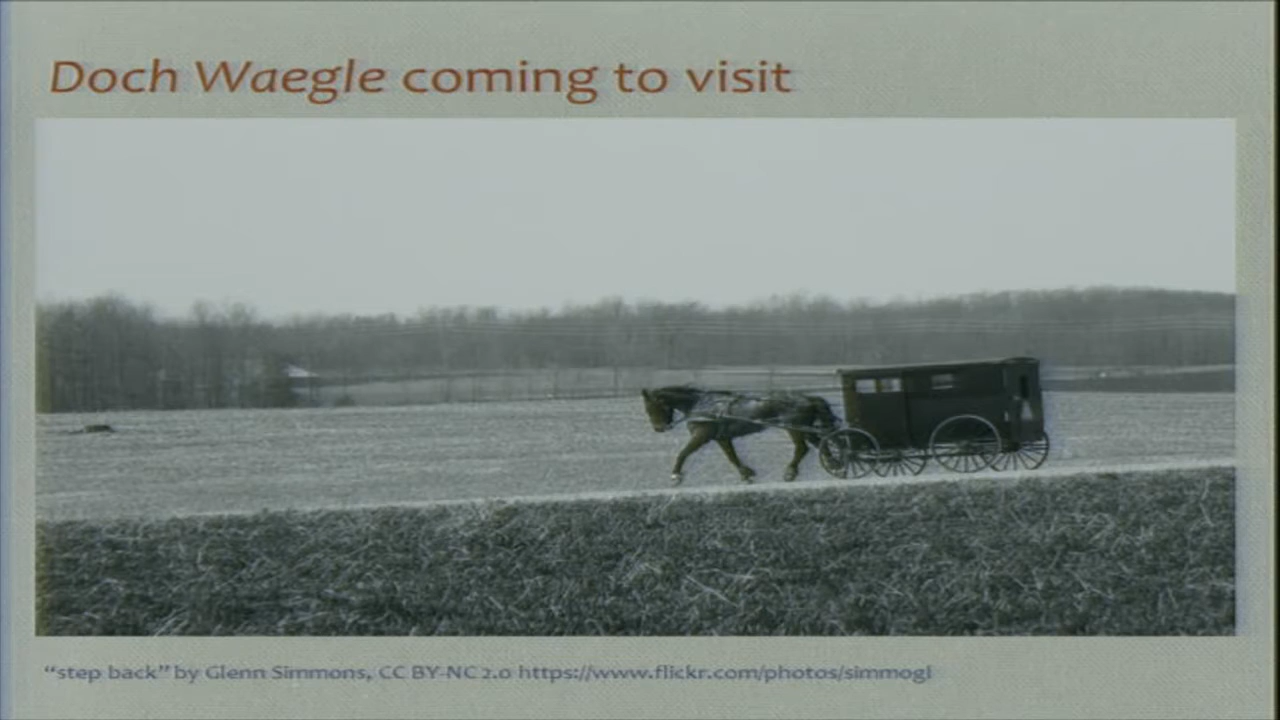 Doch Waegle coming to visit
“step back” by Glenn Simmons, CC BY-NC 2.0 https://www.flickr.com/photos/simmogl